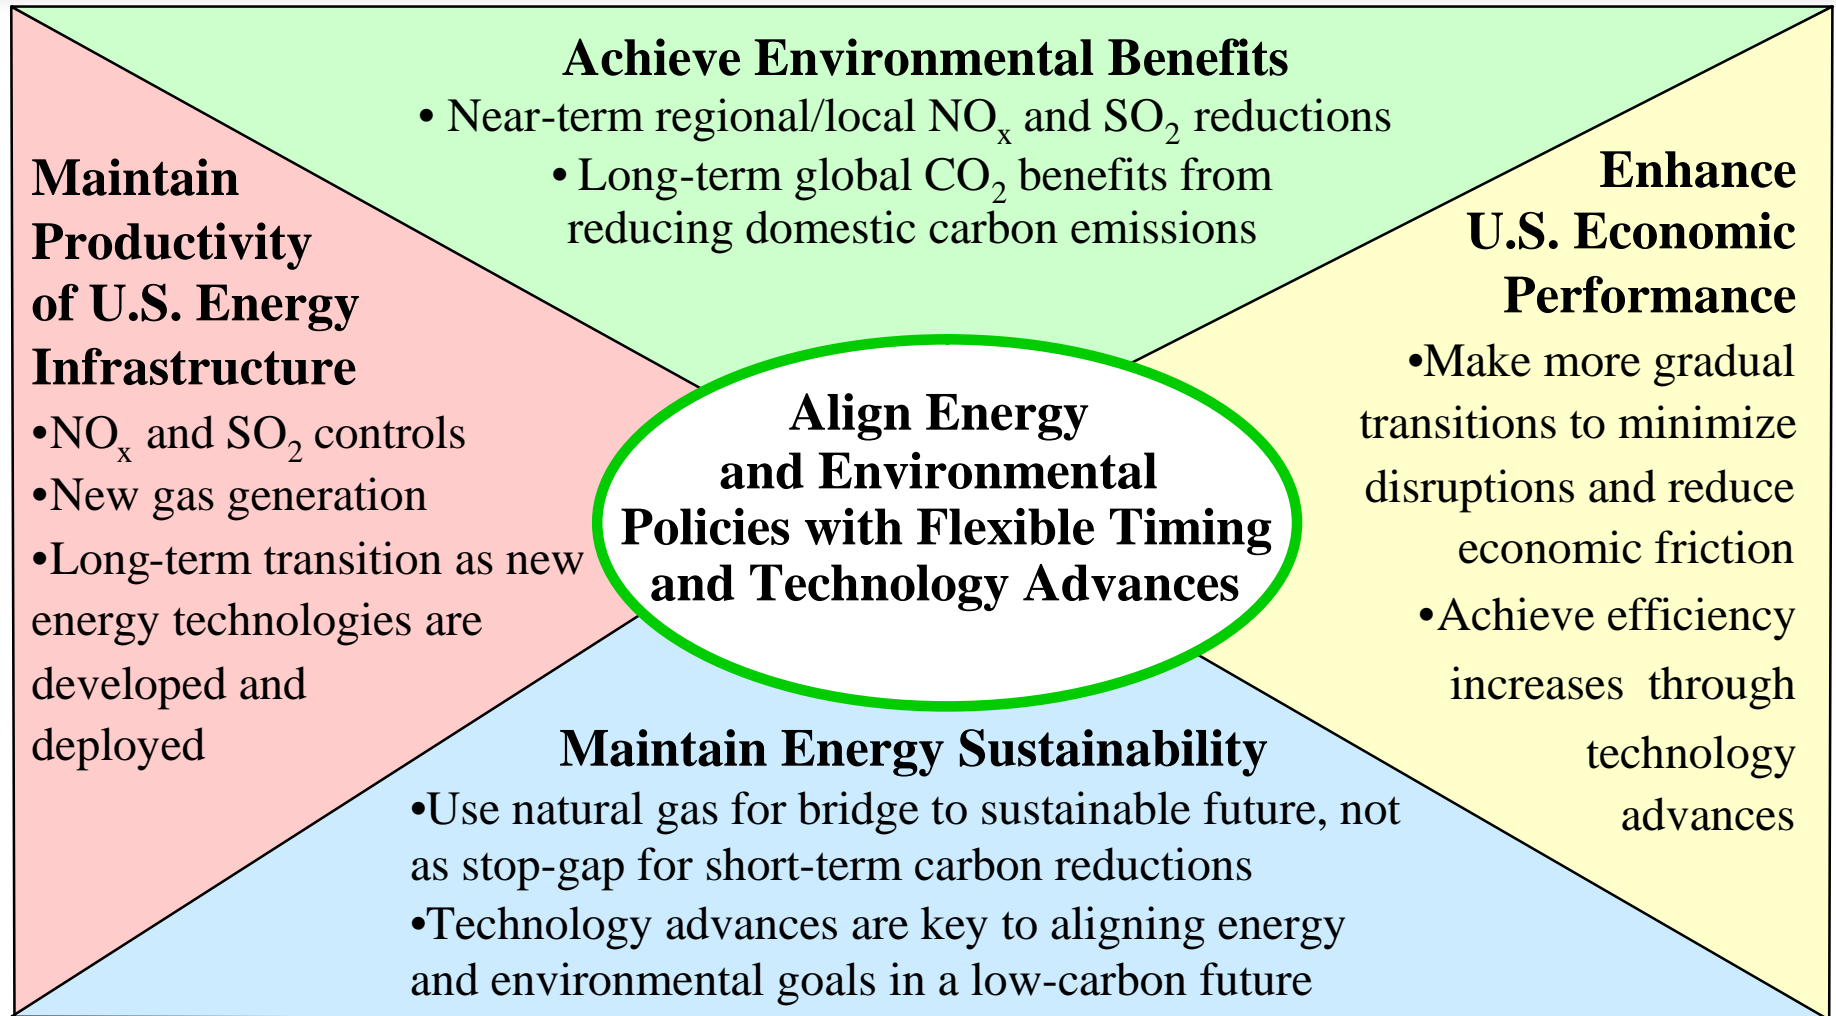 Achieve Environmental Benefits
• Near-term regional/local NOx and SO2 reductions
• Long-term global CO2 benefits from
reducing domestic carbon emissions
Maintain
Productivity
of U.S. Energy
Infrastructure
•NOx and SO2 controls
•New gas generation
•Long-term transition as new
energy technologies are
developed and
deployed
Align Energy
and Environmental
Policies with Flexible Timing
and Technology Advances
Enhance
U.S. Economic
Performance
•Make more gradual
transitions to minimize
disruptions and reduce
economic friction
•Achieve efficiency
increases through
technology
advances
Maintain Energy Sustainability
•Use natural gas for bridge to sustainable future, not
as stop-gap for short-term carbon reductions
•Technology advances are key to aligning energy
and environmental goals in a low-carbon future